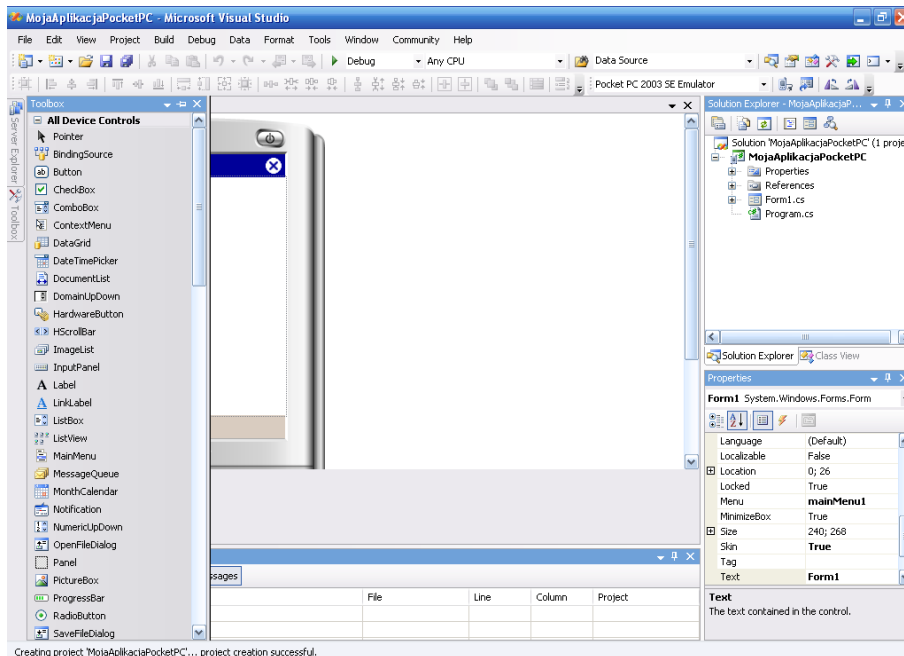 MojaAplikacjaPocketPC - Microsoft Visual Studio
File Edit View Project Build Debug Data Format Tools Window Community Help
Debug Any CPU Data Source
Pocket PC 2003 SE Emulator
Server Explorer
Toolbox
Toolbox
All Device Controls
Pointer
BindingSource
Button
CheckBox
ComboBox
ContextMenu
DataGrid
DateTimePicker
DocumentList
DomainUpDown
HardwareButton
HScrollBar
ImageList
InputPanel
Label
LinkLabel
ListBox
ListView
MainMenu
MessageQueue
MonthCalendar
Notification
NumericUpDown
OpenFileDialog
Panel
PictureBox
ProgressBar
RadioButton
SaveFileDialog
ssages
File Line Column Project
Solution Explorer - MojaAplikacjaP...
Solution 'MojaAplikacjaPocketPC' (1 proje
MojaAplikacjaPocketPC
Properties
References
Form1.cs
Program.cs
Solution Explorer Class View
Properties
Form1 System.Windows.Forms.Form
Language (Default)
Localizable False
Location 0; 26
Locked True
Menu mainMenu1
MinimizeBox True
Size 240; 268
Skin True
Tag
Text Form1
Text
The text contained in the control.
Creating project 'MojaAplikacjaPocketPC'... project creation successful.